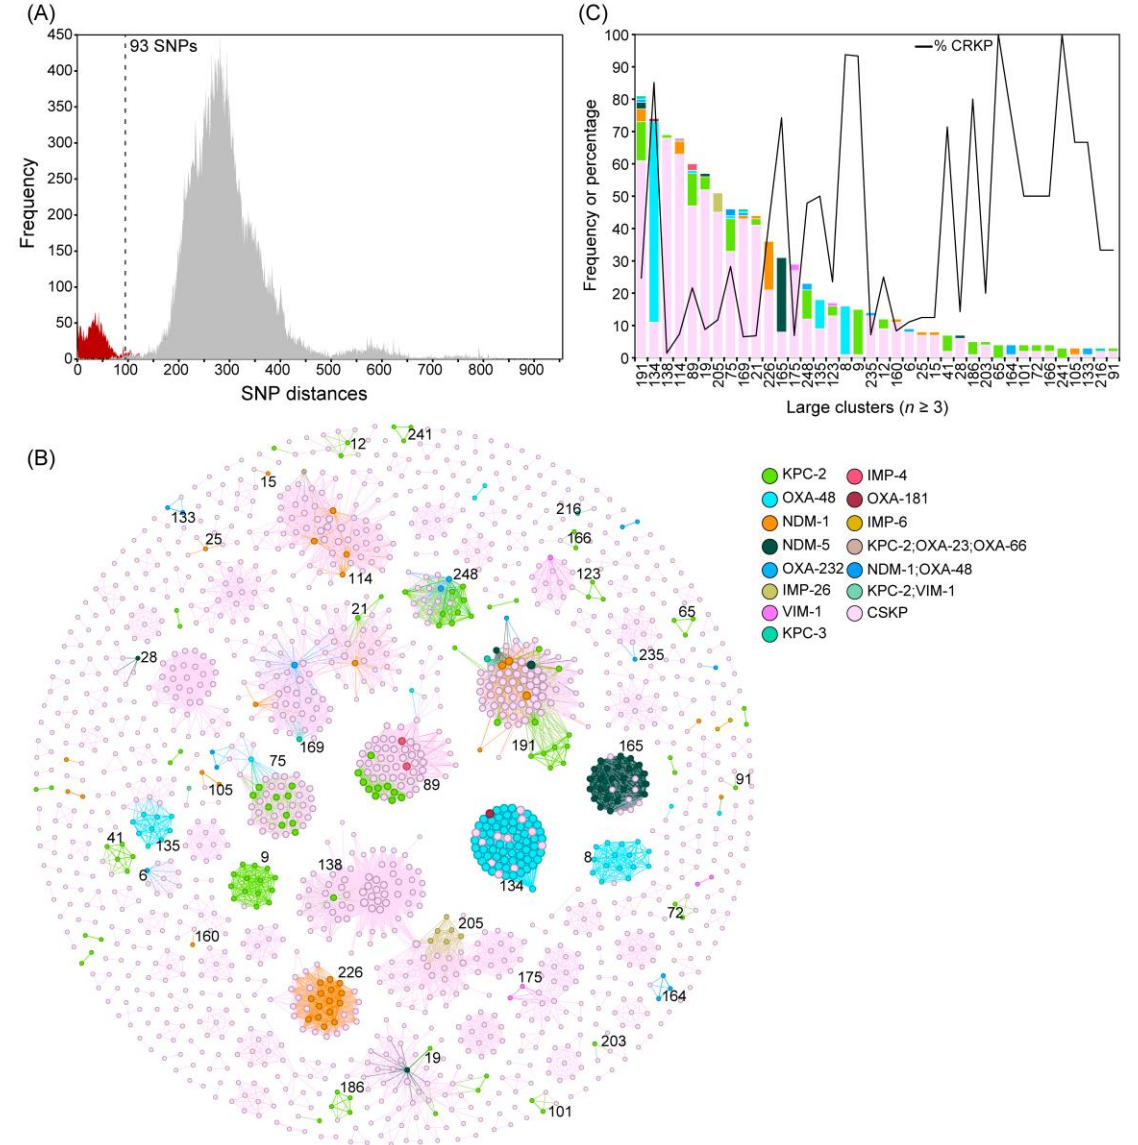 (A)
450
400
350
300
250
200
150
100
50
0
Frequency
93 SNPs
0 100 200 300 400 500 600 700 800 900
SNP distances
(C)
100
90
80
70
60
50
40
30
20
10
0
Frequency or percentage
% CRKP
191 134 138 114 89 19 205 75 169 21 226 165 175 248 135 123 8 9 235 12 160 6 25 15 41 28 186 203 65 164 101 72 166 241 105 133 216 91
Large clusters (n ≥ 3)
(B)
12
241
15
133
25
114
248
216
166
123
21
65
28
235
169
191
75
89
165
105
91
41
135
6
9
138
134
8
72
160
205
226
175
164
19
203
186
101
KPC-2
OXA-48
NDM-1
NDM-5
OXA-232
IMP-26
VIM-1
KPC-3
IMP-4
OXA-181
IMP-6
KPC-2;OXA-23;OXA-66
NDM-1;OXA-48
KPC-2;VIM-1
CSKP